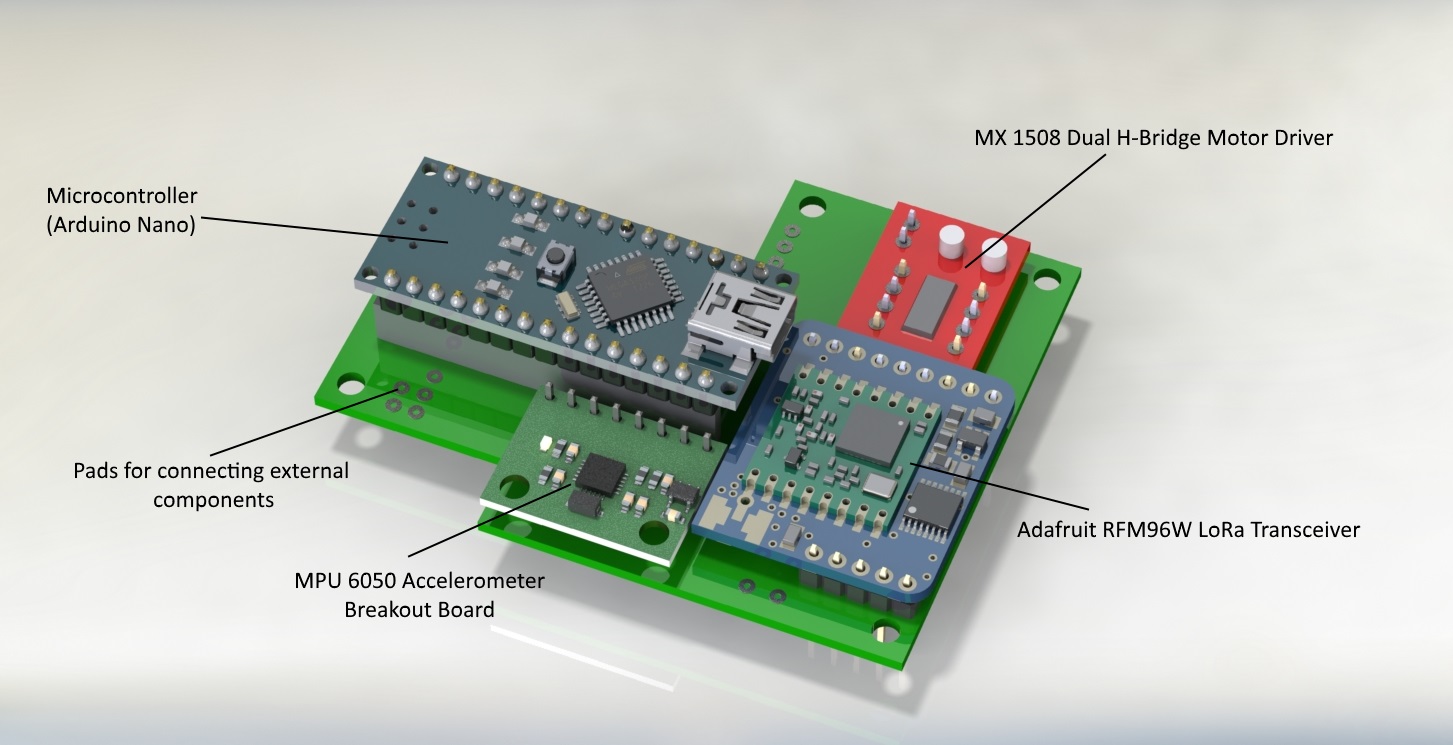 MX 1508 Dual H-Bridge Motor Driver
Microcontroller
(Arduino Nano)
Pads for connecting external
components
Adafruit RFM96W LoRa Transceiver
MPU 6050 Accelerometer
Breakout Board